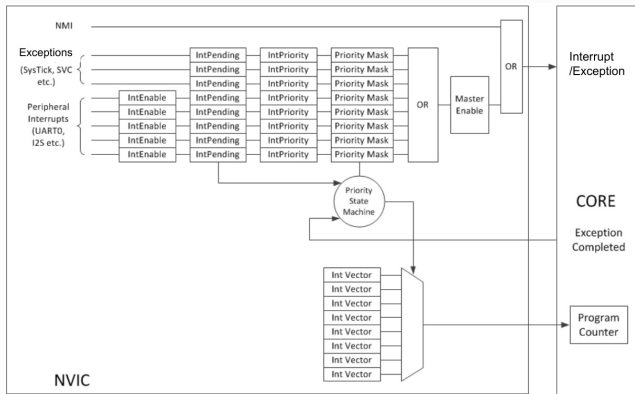 NMI
Exceptions
(SysTick, SVC
etc.)
Peripheral
Interrupts
(UART0,
I2S etc.)
IntPending IntPriority Priority Mask
IntPending IntPriority Priority Mask
IntPending IntPriority Priority Mask
IntEnable IntPending IntPriority Priority Mask
IntEnable IntPending IntPriority Priority Mask
IntEnable IntPending IntPriority Priority Mask
IntEnable IntPending IntPriority Priority Mask
IntEnable IntPending IntPriority Priority Mask
OR
Master
Enable
OR
Interrupt
/Exception
Priority
State
Machine
CORE
Exception
Completed
Int Vector
Int Vector
Int Vector
Int Vector
Int Vector
Int Vector
Int Vector
Int Vector
Program
Counter
NVIC